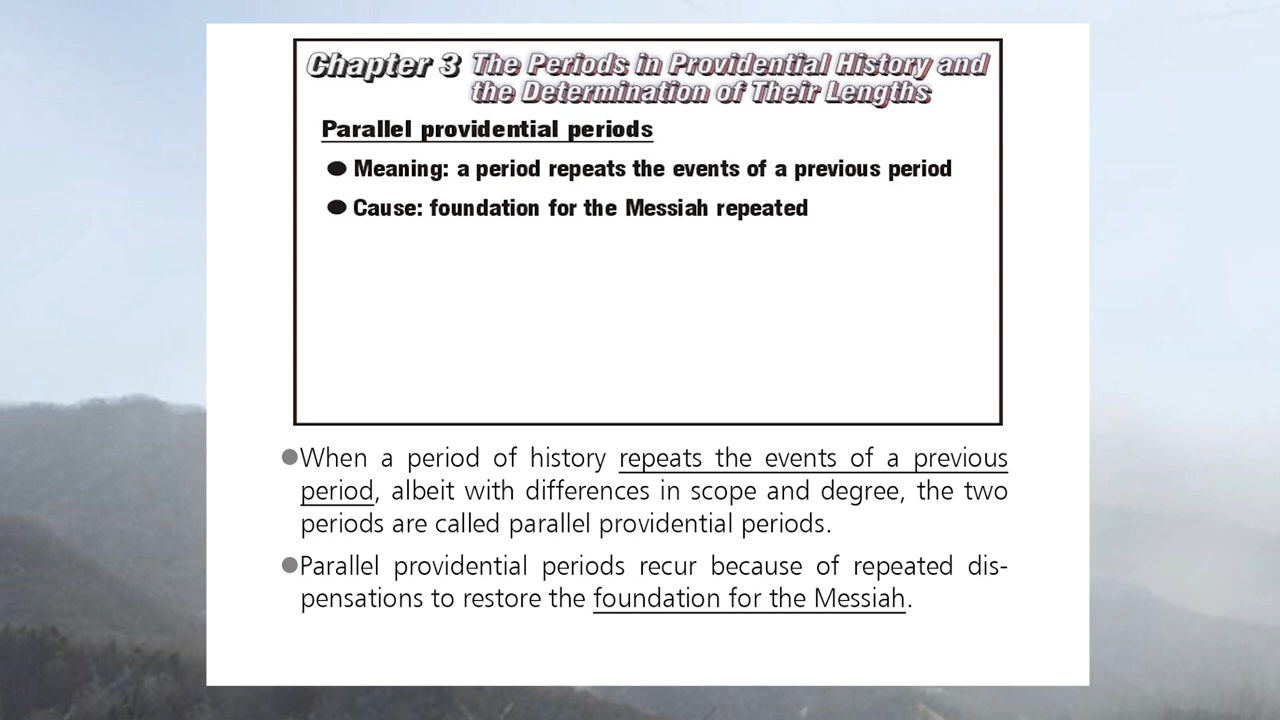 Chapter 3 The Periods in Providential History and
the Determination of Their Lengths
Parallel providential periods
● Meaning: a period repeats the events of a previous period
● Cause: foundation for the Messiah repeated
●When a period of history repeats the events of a previous
period, albeit with differences in scope and degree, the two
periods are called parallel providential periods.
●Parallel providential periods recur because of repeated dis-
pensations to restore the foundation for the Messiah.